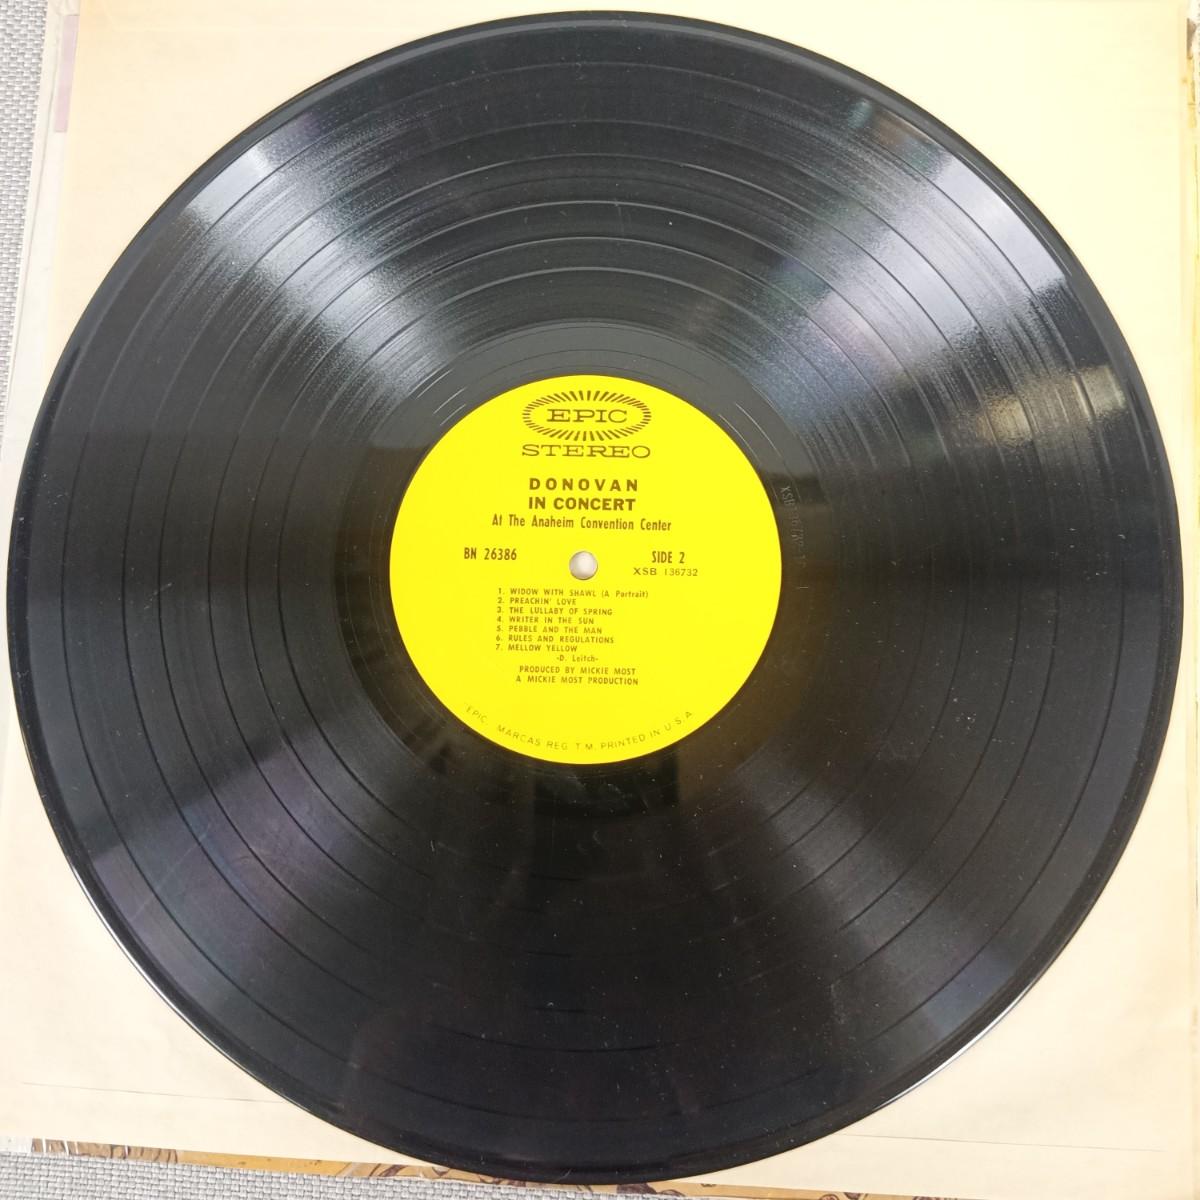 EPIC
STEREO
DONOVAN
IN CONCERT
At The Anaheim Convention Center
BN 26386
SIDE 2
XSB 136732
1. WIDOW WITH SHAWL (A Portrait)
2. PREACHIN' LOVE
3. THE LULLABY OF SPRING
4. WRITER IN THE SUN
5. PEBBLE AND THE MAN
6. RULES AND REGULATIONS
7. MELLOW YELLOW
-D. Leitch-
PRODUCED BY MICKIE MOST
A MICKIE MOST PRODUCTION
"EPIC," MARCAS REG. T.M. PRINTED IN U.S.A.